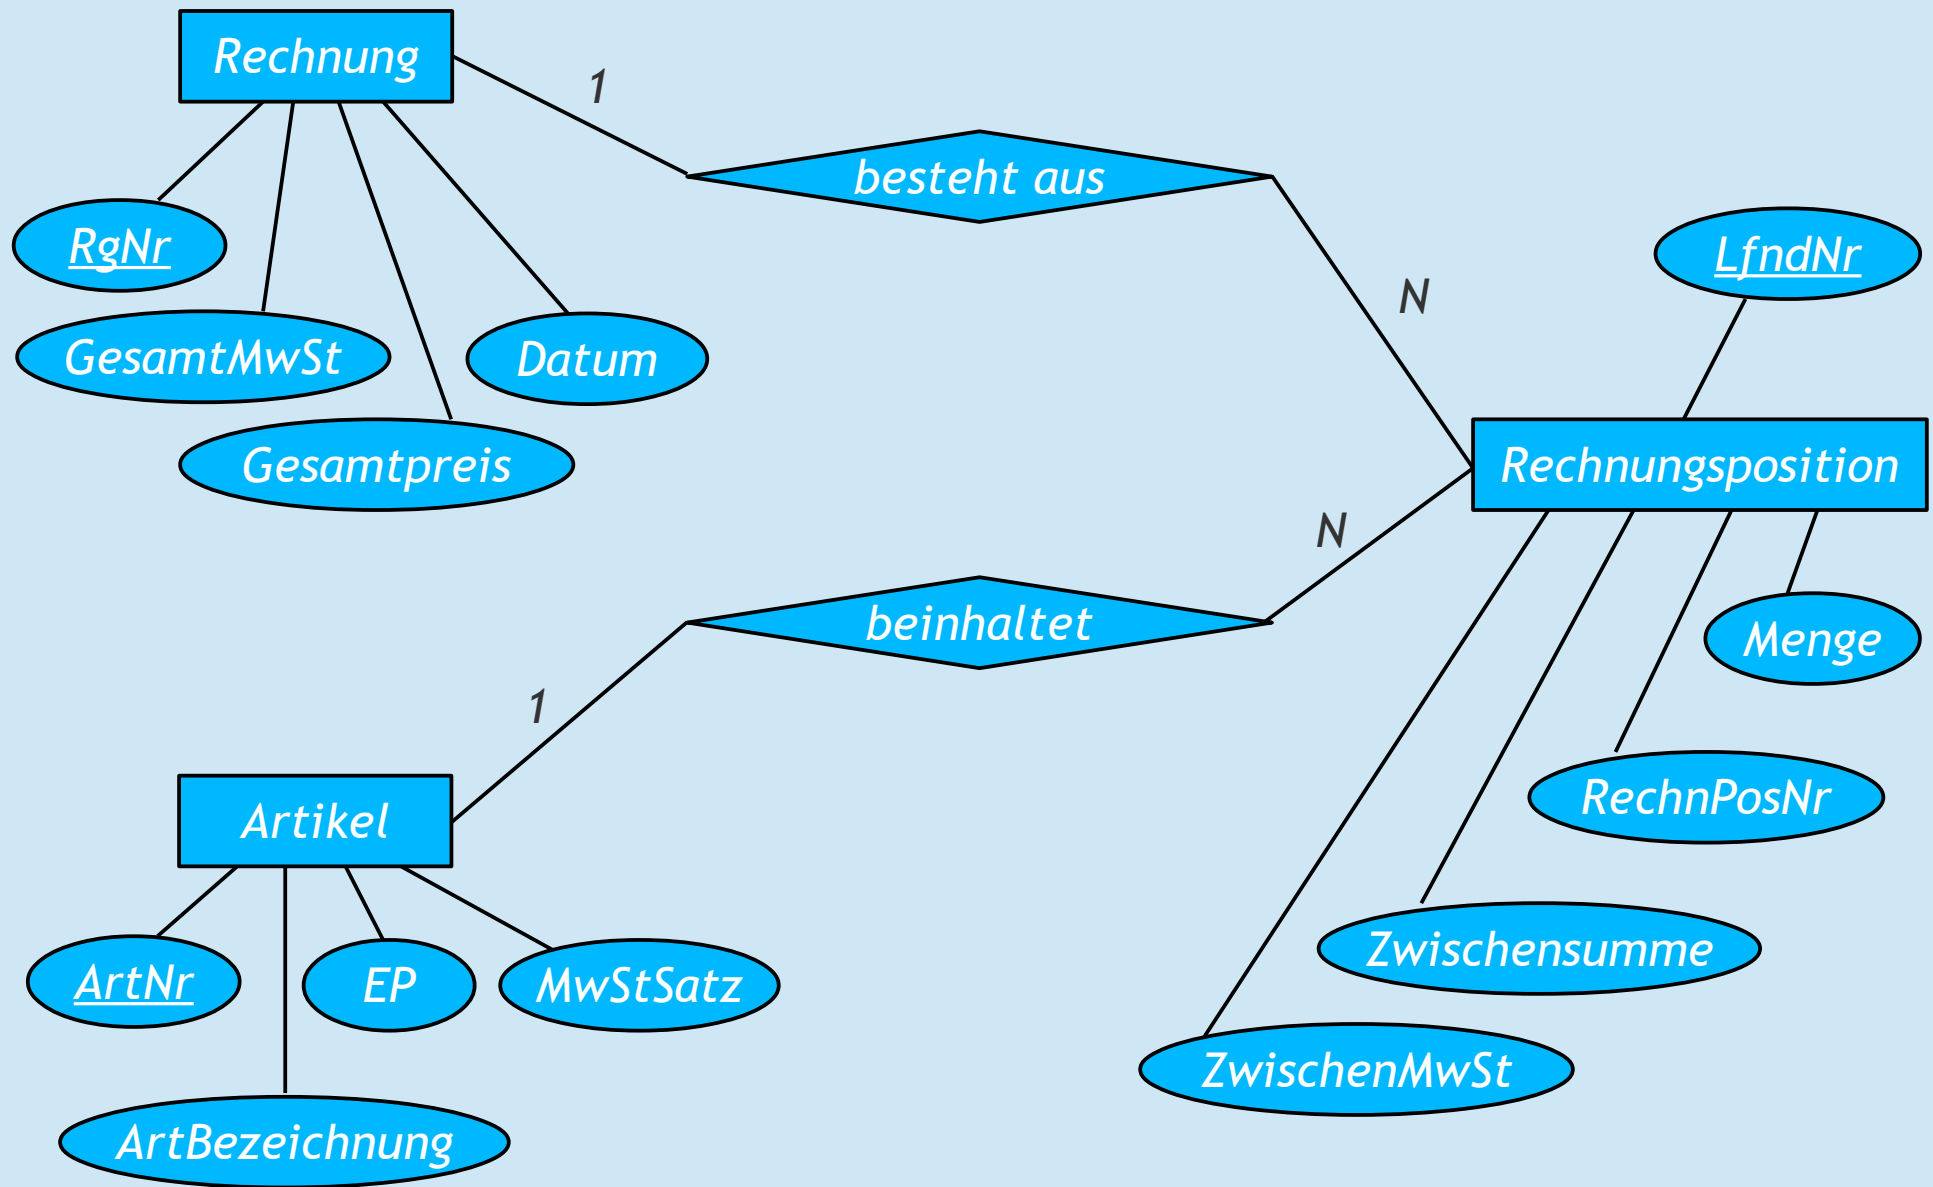 Rechnung
1
besteht aus
RgNr
LfndNr
N
GesamtMwSt
Datum
Gesamtpreis
Rechnungsposition
N
beinhaltet
Menge
1
RechnPosNr
Artikel
Zwischensumme
ArtNr
EP
MwStSatz
ZwischenMwSt
ArtBezeichnung